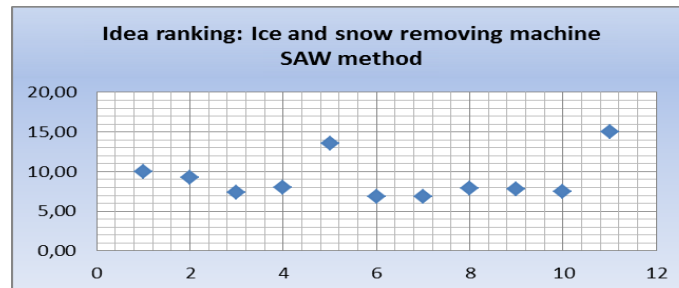 Idea ranking: Ice and snow removing machine
SAW method
20,00
15,00
10,00
5,00
0,00
0 2 4 6 8 10 12